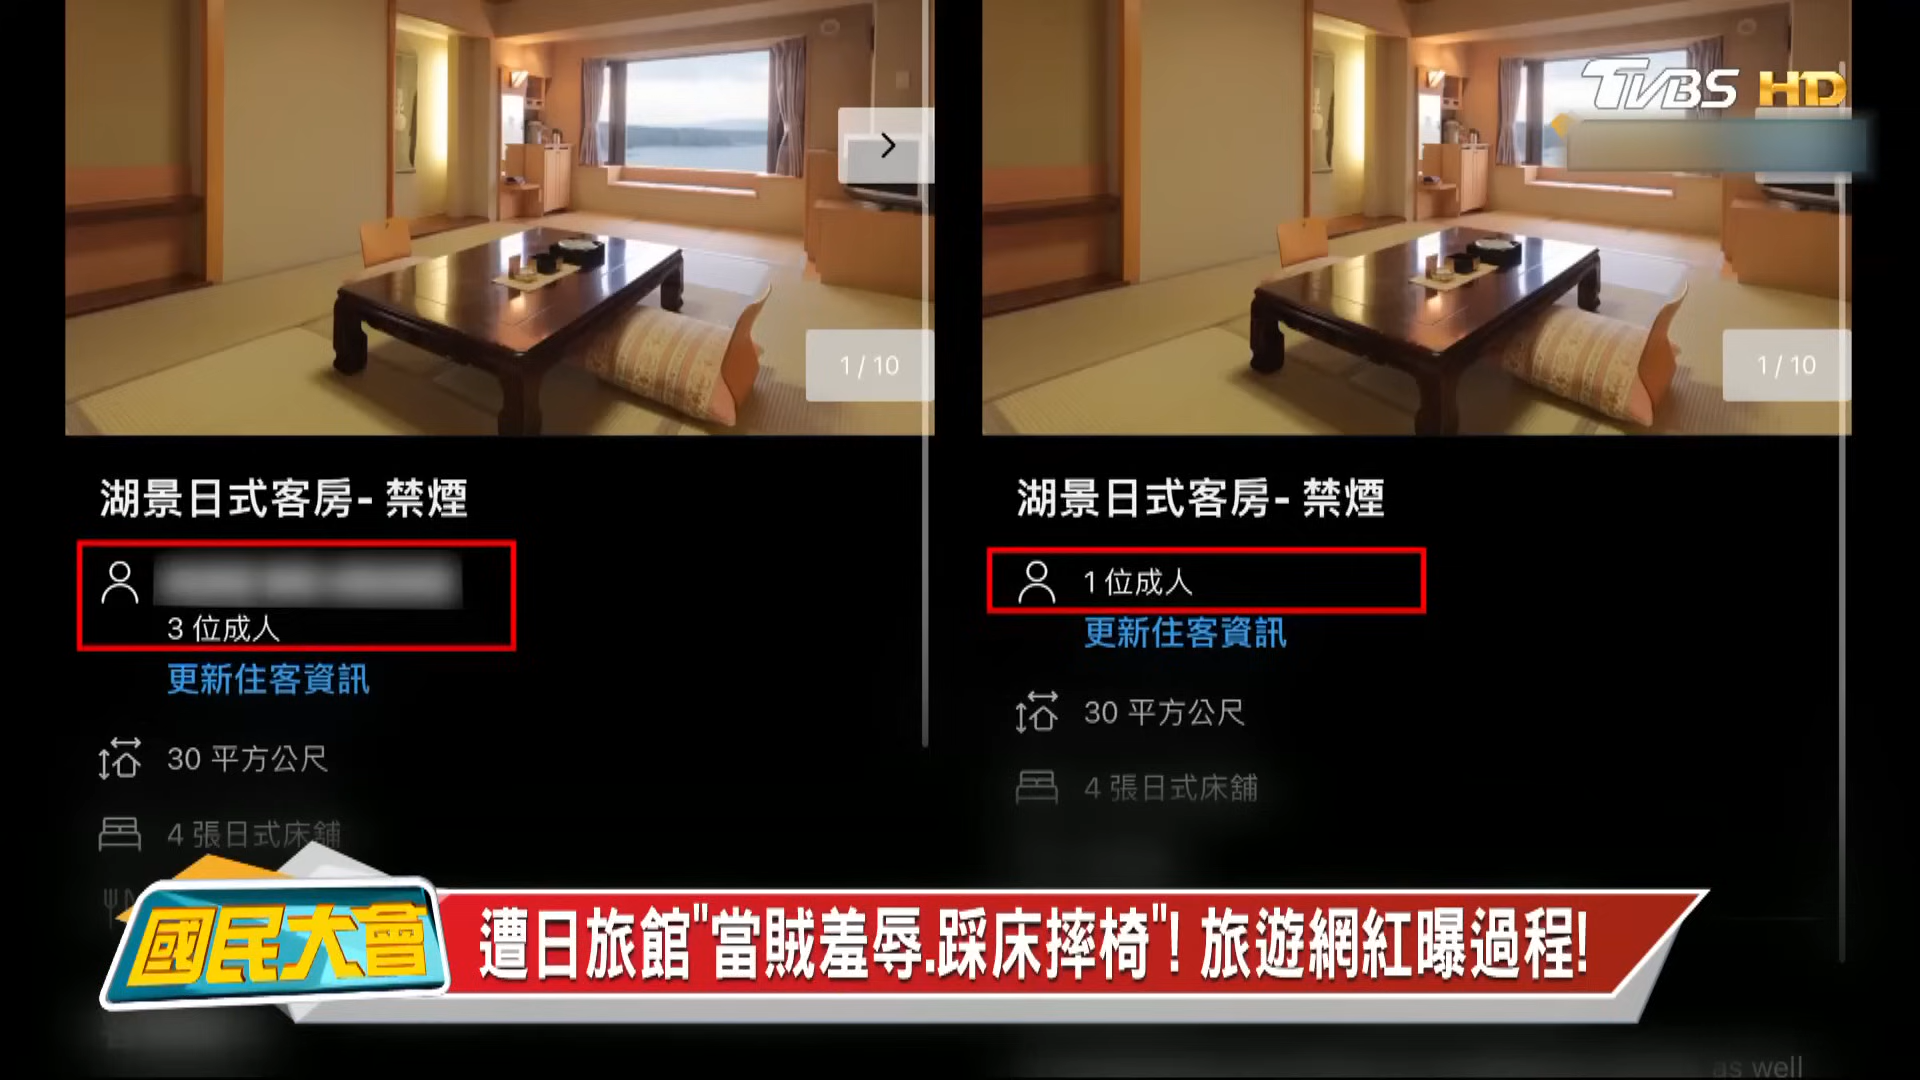 TVBS HD
1 / 10
湖景日式客房- 禁煙
3 位成人
更新住客資訊
30 平方公尺
4 張日式床舖
1 / 10
湖景日式客房- 禁煙
1 位成人
更新住客資訊
30 平方公尺
4 張日式床舖
國民大會
遭日旅館"當賊羞辱.踩床摔椅"! 旅遊網紅曝過程!
as well